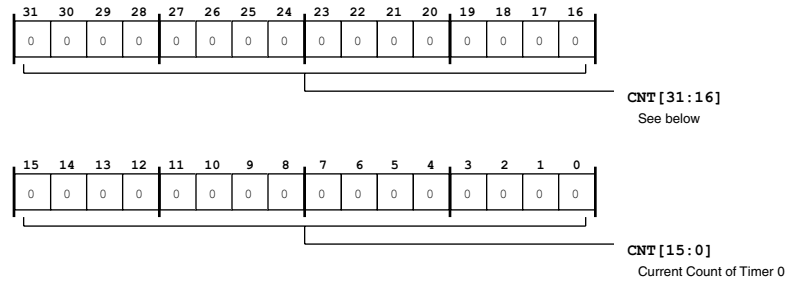 31 30 29 28 27 26 25 24 23 22 21 20 19 18 17 16
0 0 0 0 0 0 0 0 0 0 0 0 0 0 0 0
CNT[31:16]
See below
15 14 13 12 11 10 9 8 7 6 5 4 3 2 1 0
0 0 0 0 0 0 0 0 0 0 0 0 0 0 0 0
CNT[15:0]
Current Count of Timer 0